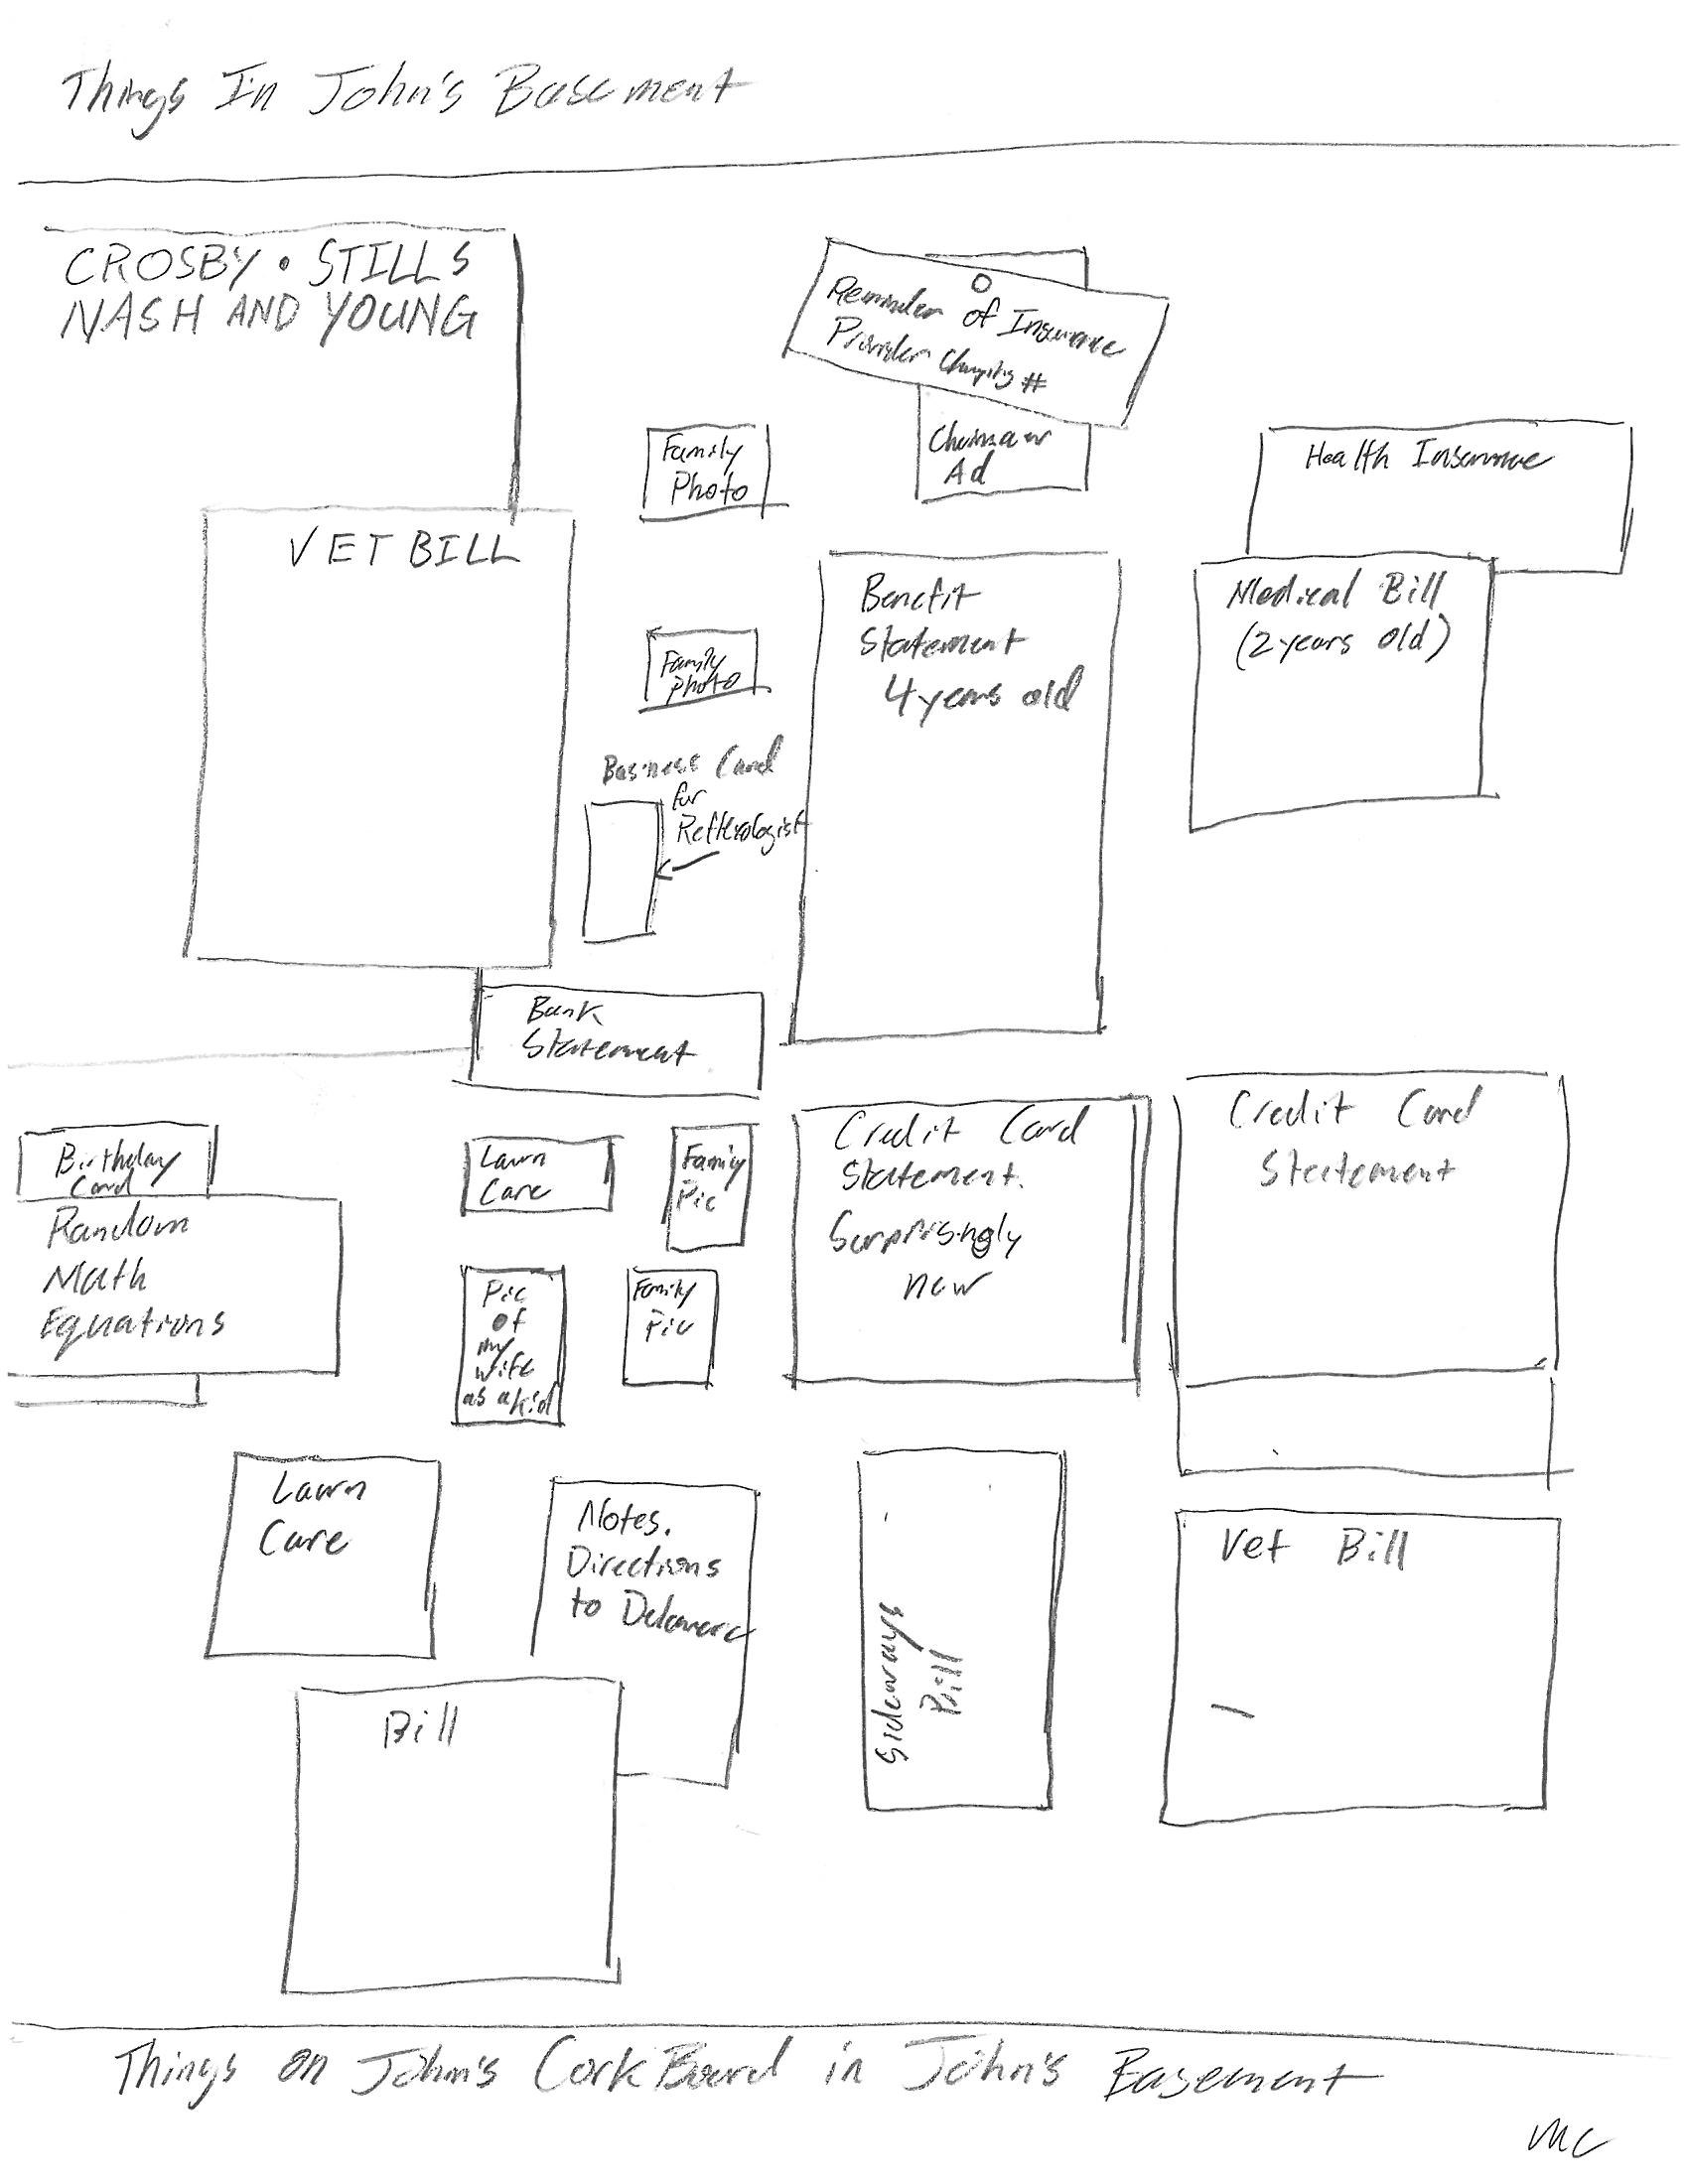 Things In John's Basement
CROSBY • STILLS
NASH AND YOUNG
Reminder of Insurance
Provider Changing #
Chainsaw
Ad
Family
Photo
Health Insurance
VET BILL
Benefit
Statement
4 years old
Medical Bill
(2 years old)
Family
Photo
Business Card
for
Reflexologist
Bank
Statement
Birthday
Card
Random
Math
Equations
Lawn
Care
Family
Pic
Credit Card
Statement.
Surprisingly
new
Credit Card
Statement
Pic
of
my
wife
as a kid
Family
Pic
Lawn
Care
Notes.
Directions
to Delaware
Sideways
Bill
Vet Bill
Bill
Things on John's Cork Board in John's Basement
MC